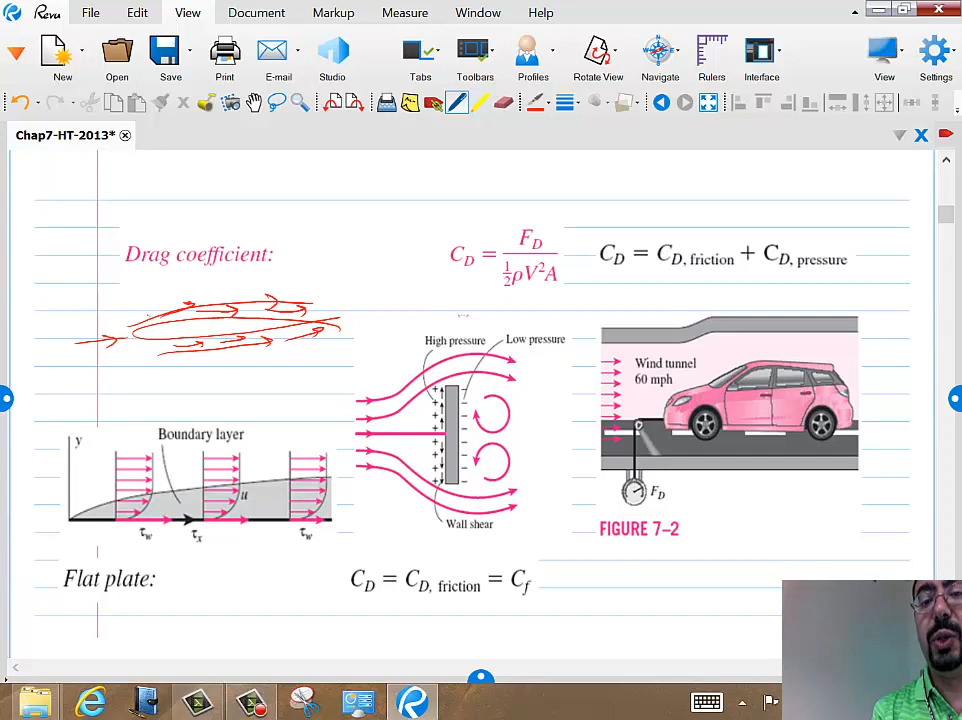 Revu File Edit View Document Markup Measure Window Help
New Open Save Print E-mail Studio Tabs Toolbars Profiles Rotate View Navigate Rulers Interface View Settings
Chap7-HT-2013*
Drag coefficient:
C_D = F_D / ½ρV²A
C_D = C_D, friction + C_D, pressure
High pressure
Low pressure
Wall shear
Wind tunnel
60 mph
F_D
FIGURE 7–2
y
Boundary layer
u
τ_w τ_x τ_w
Flat plate:
C_D = C_D, friction = C_f